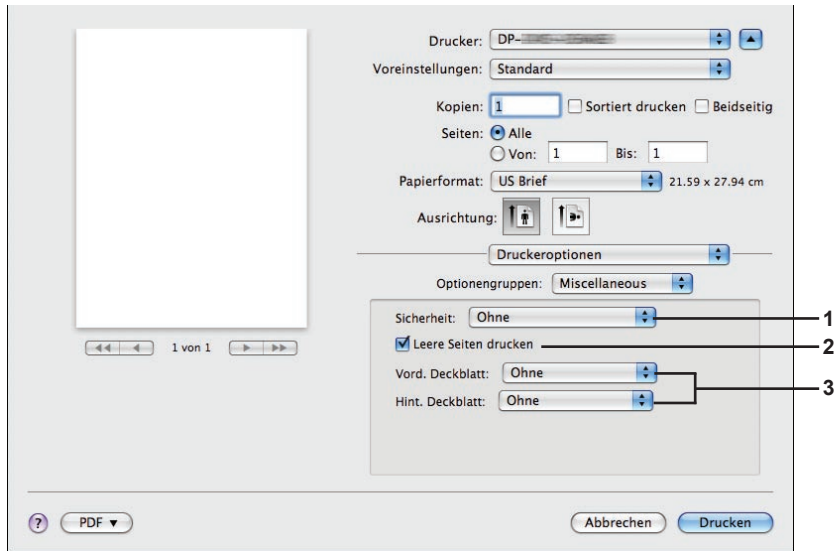 Drucker: DP-
Voreinstellungen: Standard
Kopien: 1 Sortiert drucken Beidseitig
Seiten: Alle
Von: 1 Bis: 1
Papierformat: US Brief 21.59 x 27.94 cm
Ausrichtung:
Druckeroptionen
Optionengruppen: Miscellaneous
Sicherheit: Ohne 1
Leere Seiten drucken 2
Vord. Deckblatt: Ohne
3
Hint. Deckblatt: Ohne
1 von 1
? PDF Abbrechen Drucken